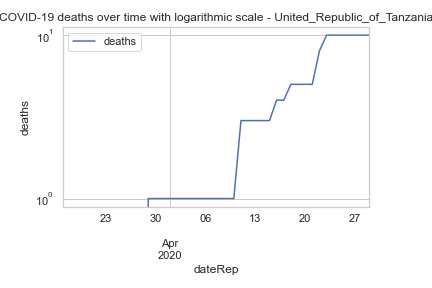 COVID-19 deaths over time with logarithmic scale - United_Republic_of_Tanzania
10¹
deaths
deaths
10⁰
23 30 06 13 20 27
Apr
2020
dateRep